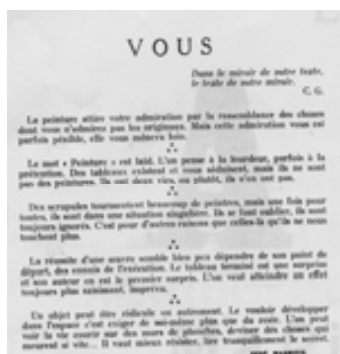 VOUS
Dans le miroir de notre texte,
le texte de notre miroir.
C. G.
La peinture attire votre admiration par la ressemblance des choses
dont vous n'admirez pas les originaux. Mais cette admiration vous est
parfois pénible, elle vous mènera loin.
Le mot « Peinture » est laid. L'on pense à la lourdeur, parfois à la
prétention. Des tableaux existent et vous séduisent, mais ils ne sont
pas des peintures. Ils ont deux vies, ou plutôt, ils n'en ont pas.
Des scrupules tourmentent beaucoup de peintres, mais une fois pour
toutes, ils sont dans une situation singulière. Ils se font oublier, ils sont
toujours ignorés. C'est pour d'autres raisons que celles-là qu'ils ne nous
touchent plus.
La réussite d'une œuvre semble bien peu dépendre de son point de
départ, des ennuis de l'exécution. Le tableau terminé est une surprise
et son auteur en est le premier surpris. L'on veut atteindre un effet
toujours plus saisissant, imprévu.
Un objet peut être ridicule ou autrement. Le vouloir développer
dans l'espace c'est exiger de soi-même plus que du reste. L'on peut
voir la vie courir sur des murs de planches, deviner des choses qui
meurent si vite... Il vaut mieux résister, lire tranquillement le secret.